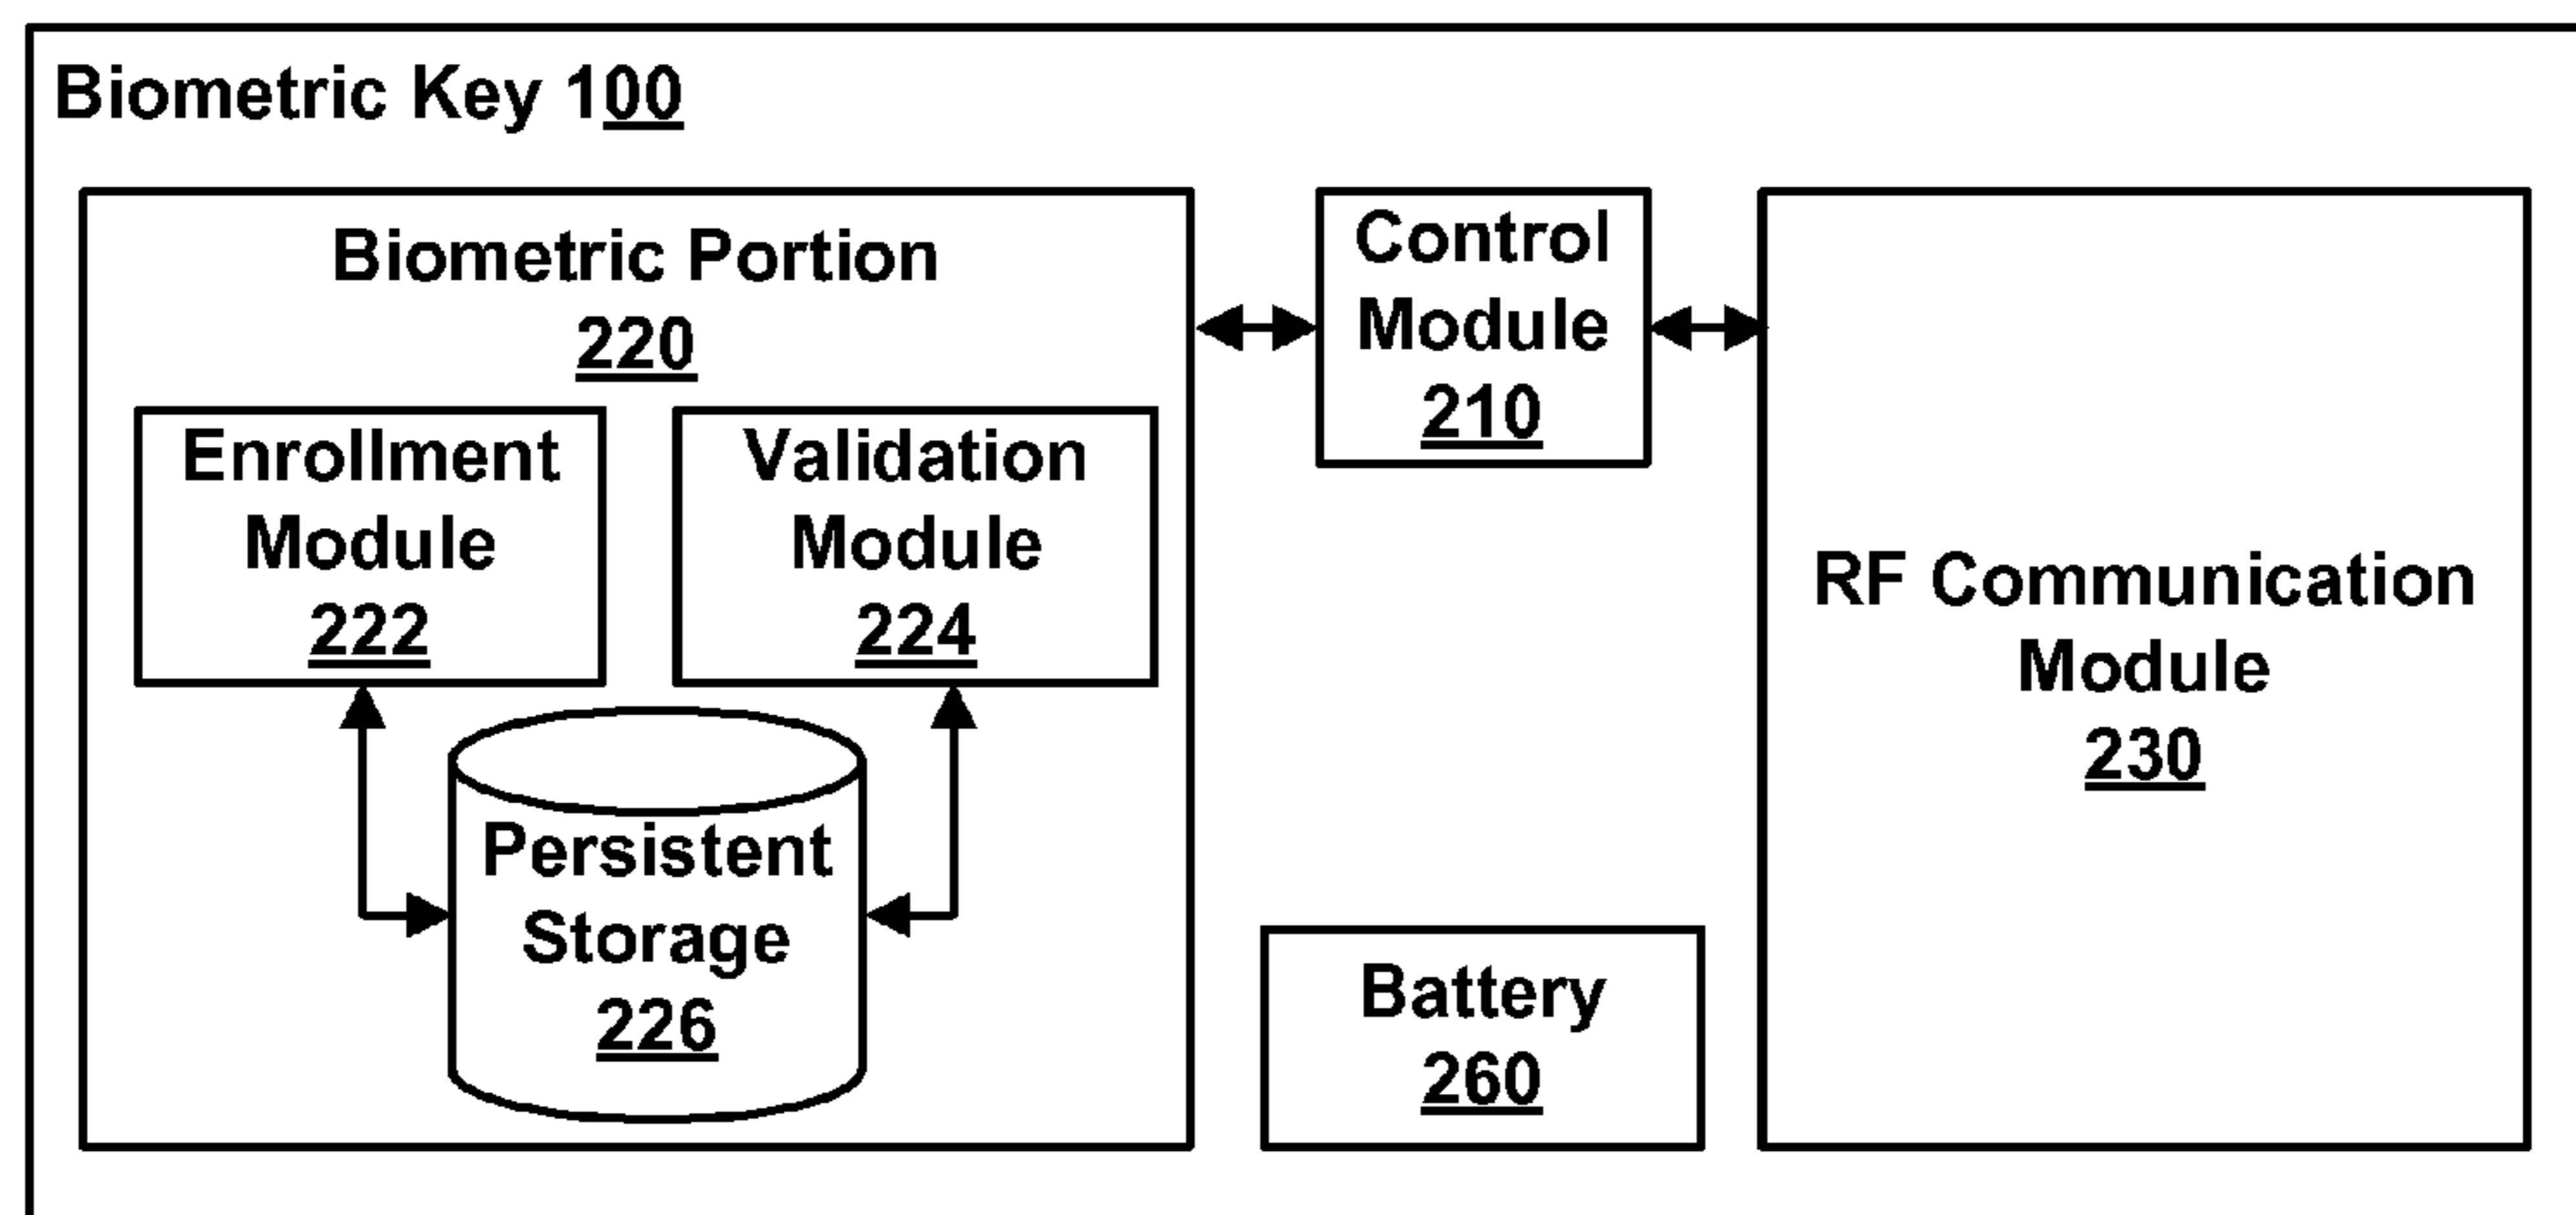 Biometric Key 100
Biometric Portion
220
Enrollment
Module
222
Validation
Module
224
Persistent
Storage
226
Control
Module
210
Battery
260
RF Communication
Module
230